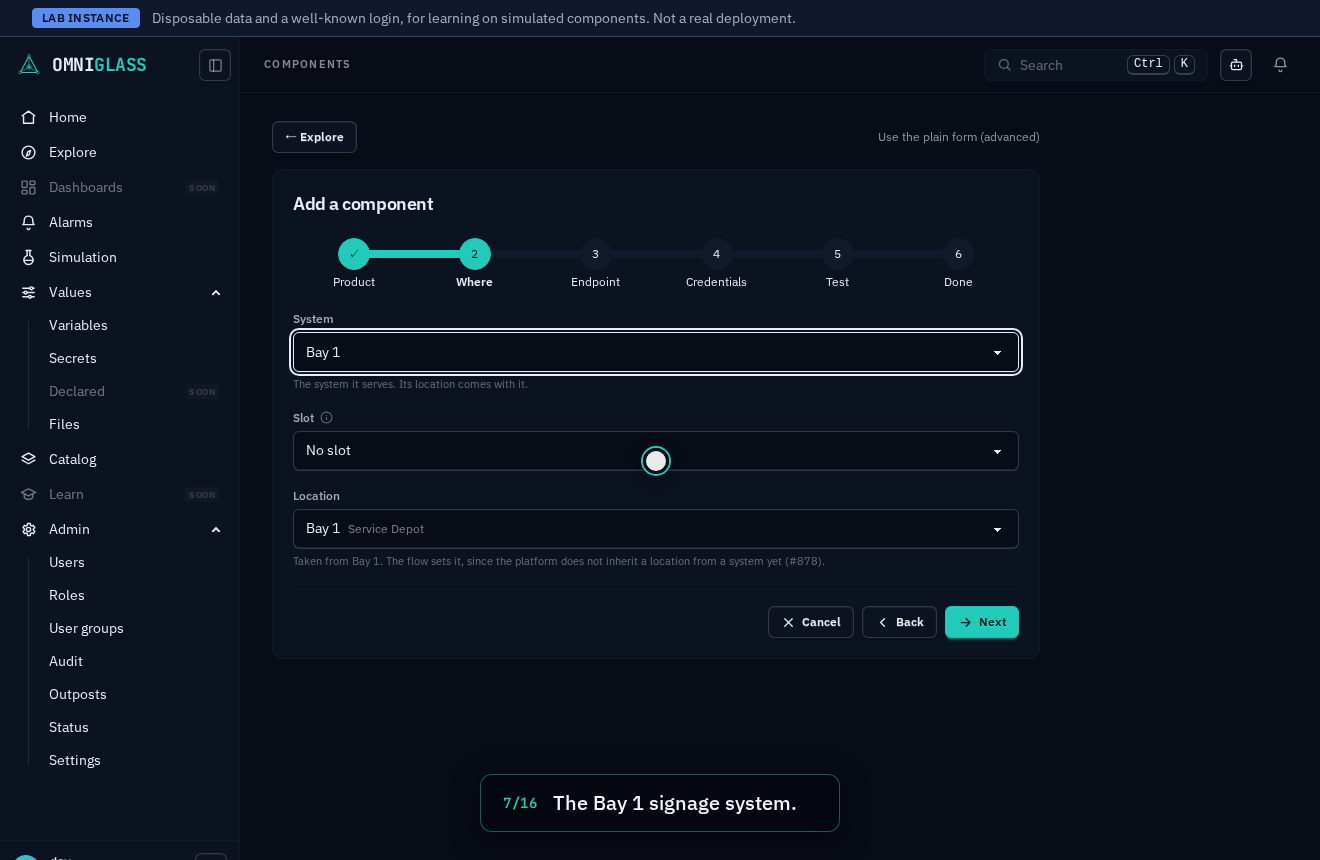 LAB INSTANCE Disposable data and a well-known login, for learning on simulated components. Not a real deployment.
OMNIGLASS
COMPONENTS
Search Ctrl K
Home
Explore
Dashboards SOON
Alarms
Simulation
Values
Variables
Secrets
Declared SOON
Files
Catalog
Learn SOON
Admin
Users
Roles
User groups
Audit
Outposts
Status
Settings
← Explore
Use the plain form (advanced)
Add a component
✓ 2 3 4 5 6
Product Where Endpoint Credentials Test Done
System
Bay 1
The system it serves. Its location comes with it.
Slot
No slot
Location
Bay 1 Service Depot
Taken from Bay 1. The flow sets it, since the platform does not inherit a location from a system yet (#878).
Cancel Back Next
7/16 The Bay 1 signage system.